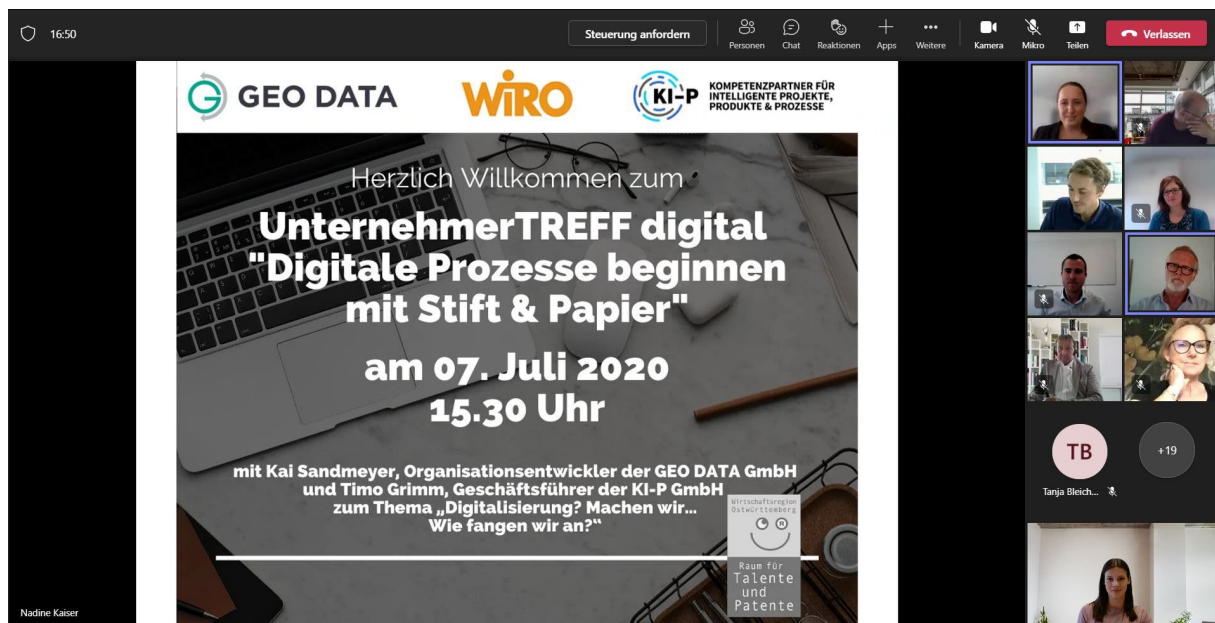 16:50
Steuerung anfordern
Personen
Chat
Reaktionen
Apps
Weitere
Kamera
Mikro
Teilen
Verlassen
GEO DATA
WiRO
KI-P
KOMPETENZPARTNER FÜR
INTELLIGENTE PROJEKTE,
PRODUKTE & PROZESSE
Herzlich Willkommen zum
UnternehmerTREFF digital
"Digitale Prozesse beginnen
mit Stift & Papier"
am 07. Juli 2020
15.30 Uhr
mit Kai Sandmeyer, Organisationsentwickler der GEO DATA GmbH
und Timo Grimm, Geschäftsführer der KI-P GmbH
zum Thema „Digitalisierung? Machen wir...
Wie fangen wir an?“
Wirtschaftsregion
Ostwürttemberg
®
Raum für
Talente
und
Patente
TB
+19
Tanja Bleich...
Nadine Kaiser